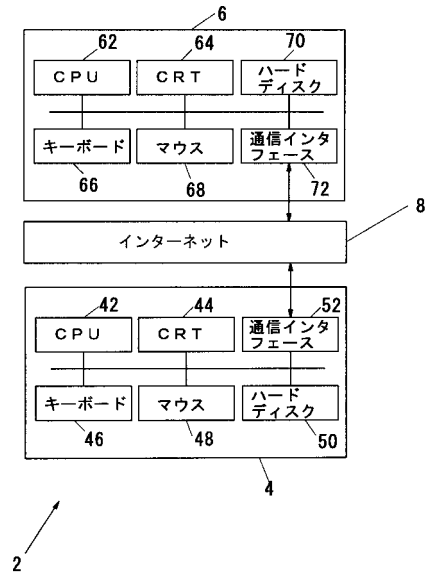 6
62
64
70
CPU
CRT
ハード
ディスク
キーボード
マウス
通信インタ
フェース
66
68
72
8
インターネット
42
44
52
CPU
CRT
通信インタ
フェース
キーボード
マウス
ハード
ディスク
46
48
50
4
2